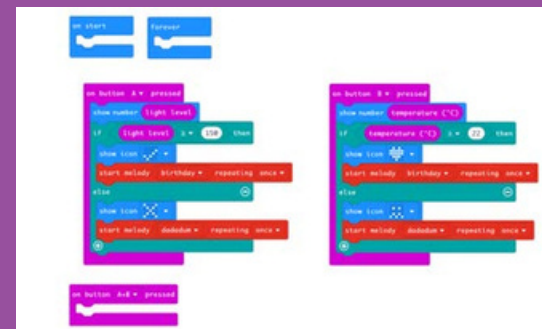 on start
forever
on button A ▾ pressed
show number light level
if light level ≥ ▾ 150 then
show icon ▾
start melody birthday ▾ repeating once ▾
else
show icon ▾
start melody dadadum ▾ repeating once ▾
on button B ▾ pressed
show number temperature (°C)
if temperature (°C) ≥ ▾ 22 then
show icon ▾
start melody birthday ▾ repeating once ▾
else
show icon ▾
start melody dadadum ▾ repeating once ▾
on button A+B ▾ pressed